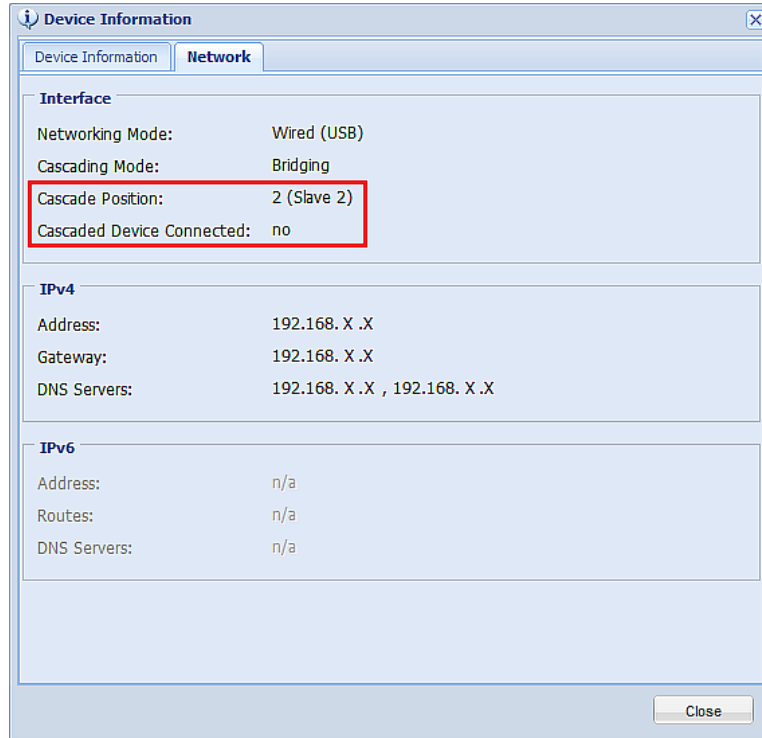 Device Information
Device Information Network
Interface
Networking Mode: Wired (USB)
Cascading Mode: Bridging
Cascade Position: 2 (Slave 2)
Cascaded Device Connected: no
IPv4
Address: 192.168. X .X
Gateway: 192.168. X .X
DNS Servers: 192.168. X .X , 192.168. X .X
IPv6
Address: n/a
Routes: n/a
DNS Servers: n/a
Close